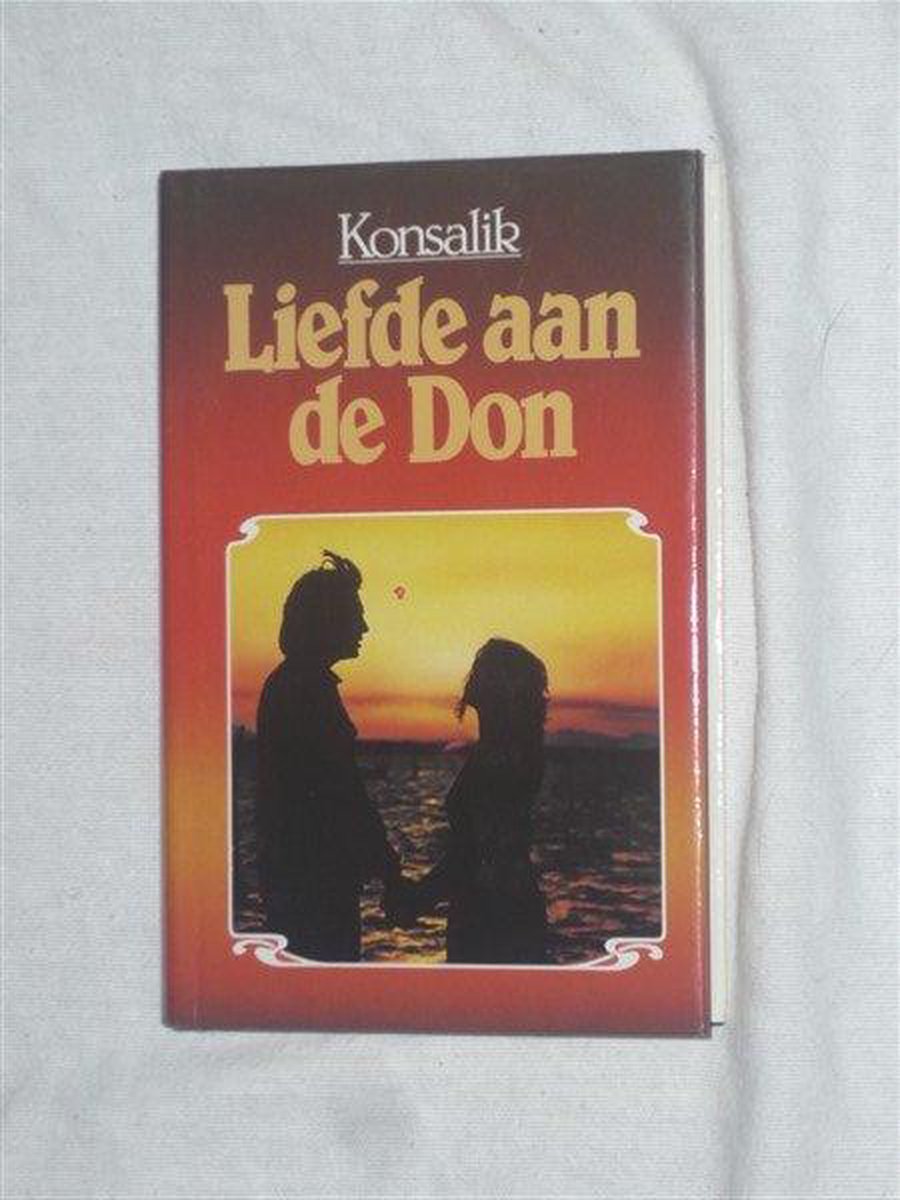 Konsalik
Liefde aan
de Don